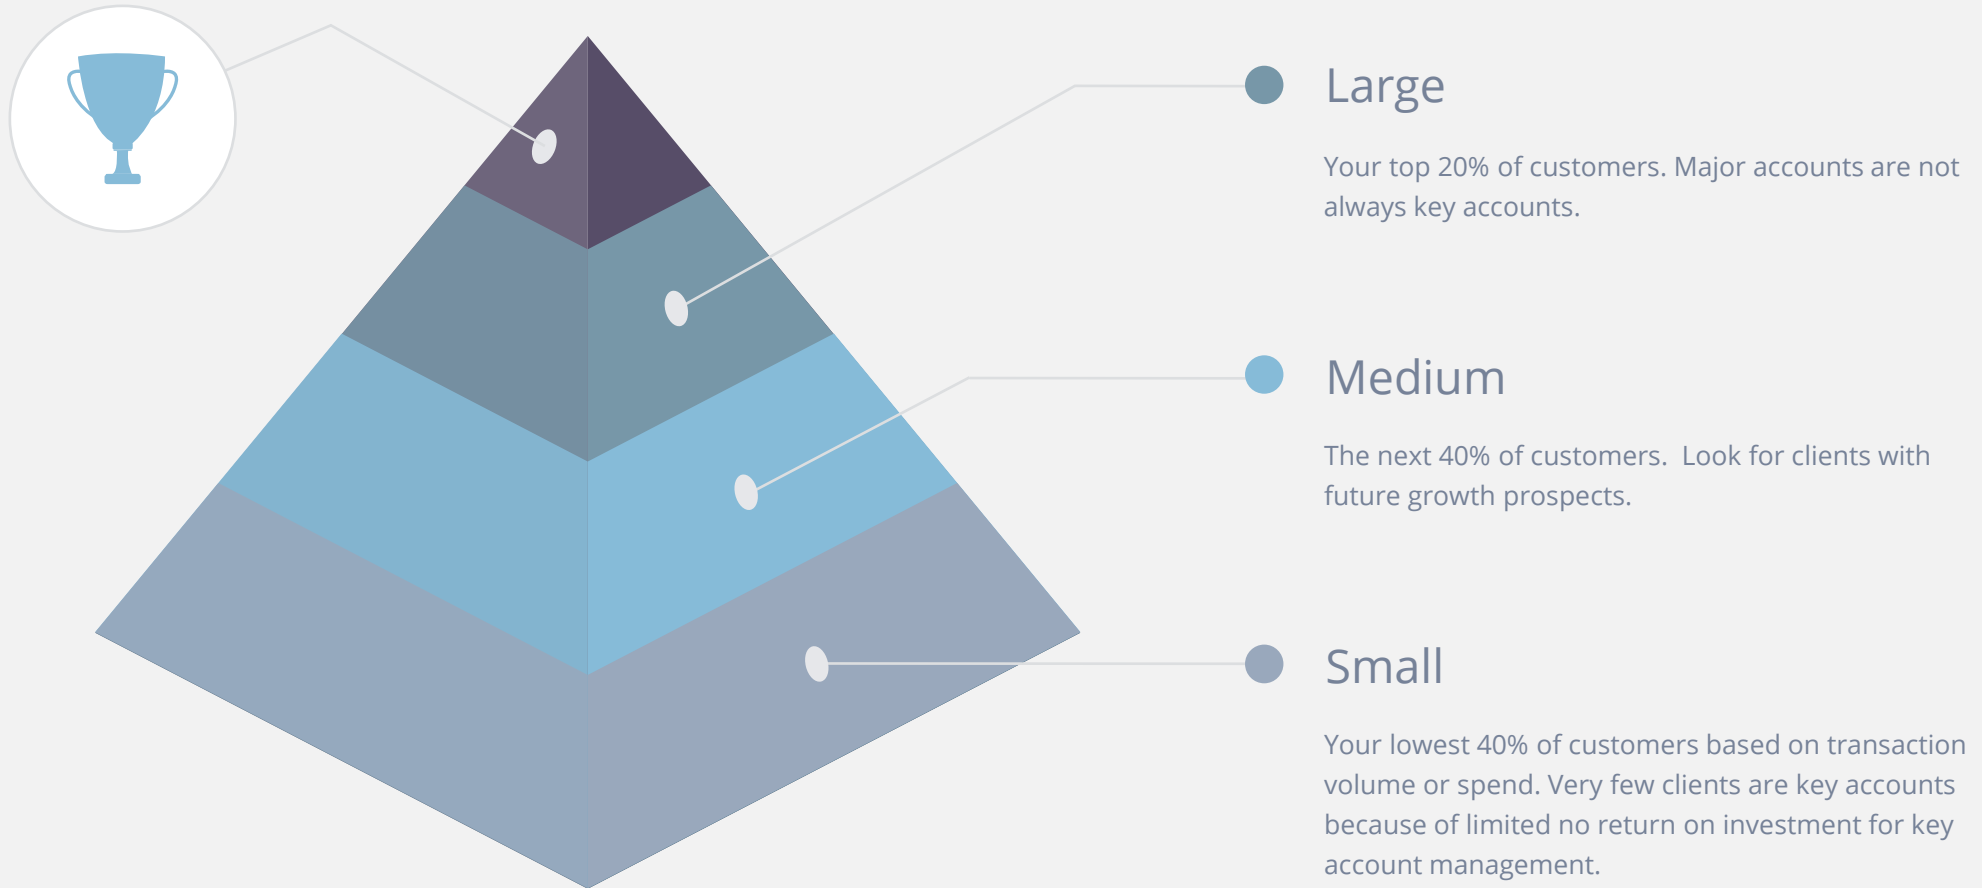 Large
Your top 20% of customers. Major accounts are not
always key accounts.
Medium
The next 40% of customers.  Look for clients with
future growth prospects.
Small
Your lowest 40% of customers based on transaction
volume or spend. Very few clients are key accounts
because of limited no return on investment for key
account management.